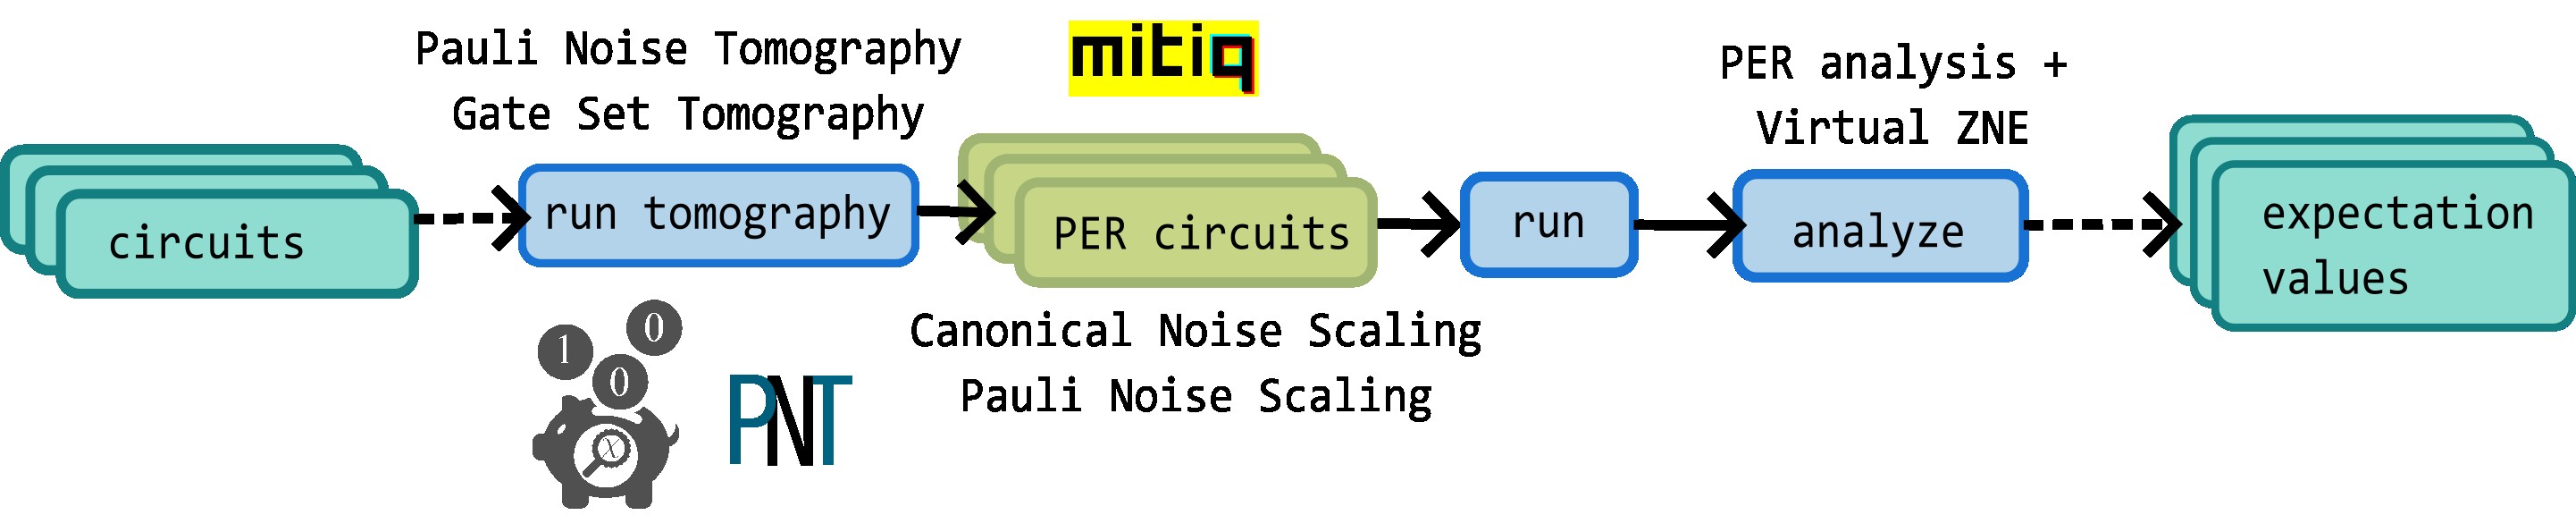 Pauli Noise Tomography
Gate Set Tomography
mitiq
PER analysis +
Virtual ZNE
circuits
run tomography
PER circuits
run
analyze
expectation
values
1
0
0
χ
PNT
Canonical Noise Scaling
Pauli Noise Scaling